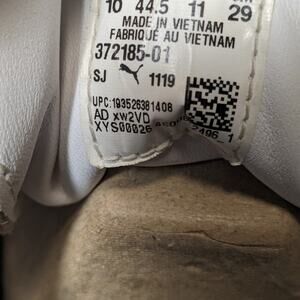 10 44.5 11 29
MADE IN VIETNAM
FABRIQUÉ AU VIETNAM
372185-01
SJ 1119
UPC:193526381408
AD xw2VD
XYS00026